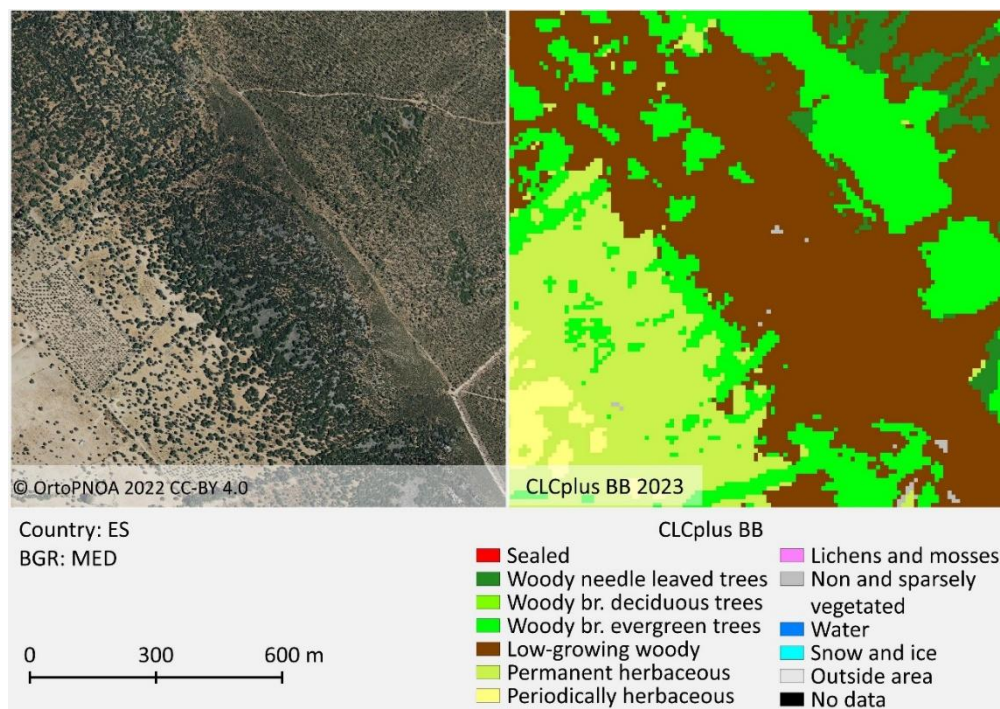 © OrtoPNOA 2022 CC-BY 4.0
CLCplus BB 2023
Country: ES
BGR: MED
0 300 600 m
CLCplus BB
Sealed
Woody needle leaved trees
Woody br. deciduous trees
Woody br. evergreen trees
Low-growing woody
Permanent herbaceous
Periodically herbaceous
Lichens and mosses
Non and sparsely
vegetated
Water
Snow and ice
Outside area
No data